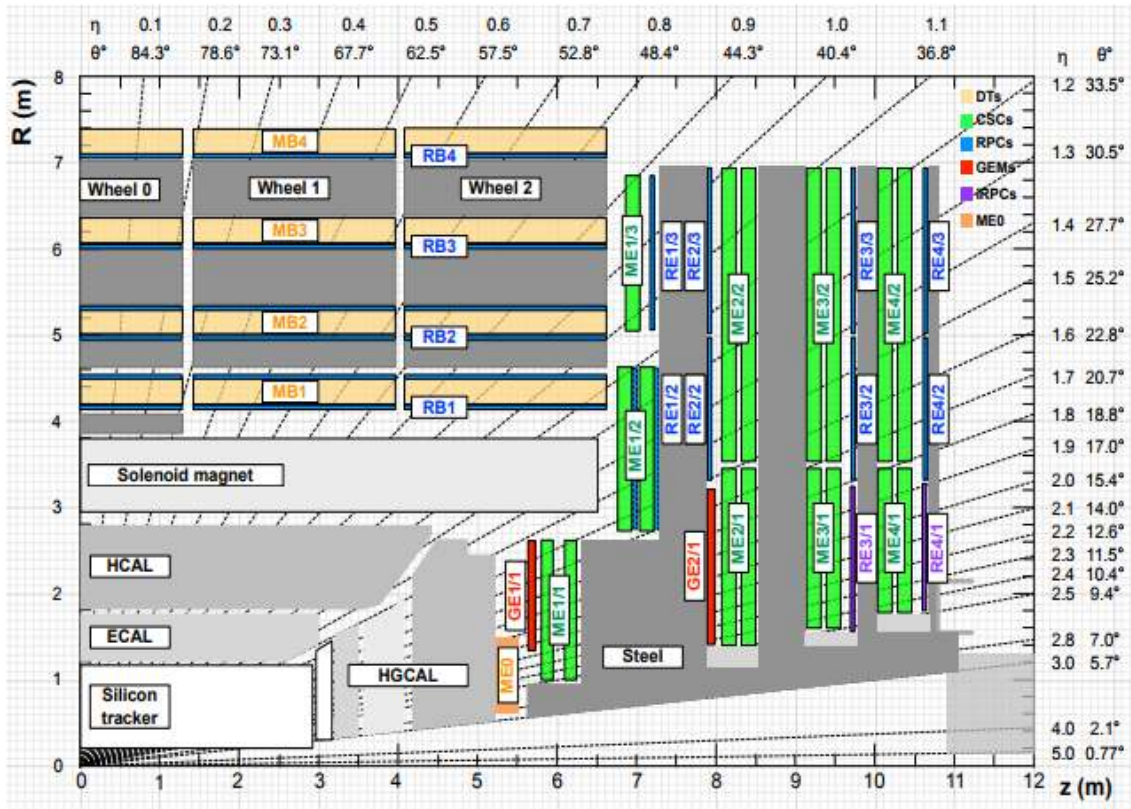 η 0.1 0.2 0.3 0.4 0.5 0.6 0.7 0.8 0.9 1.0 1.1
θ° 84.3° 78.6° 73.1° 67.7° 62.5° 57.5° 52.8° 48.4° 44.3° 40.4° 36.8° η θ°
R (m)
8
7
6
5
4
3
2
1
0
1.2 33.5°
1.3 30.5°
1.4 27.7°
1.5 25.2°
1.6 22.8°
1.7 20.7°
1.8 18.8°
1.9 17.0°
2.0 15.4°
2.1 14.0°
2.2 12.6°
2.3 11.5°
2.4 10.4°
2.5 9.4°
2.8 7.0°
3.0 5.7°
4.0 2.1°
5.0 0.77°
DTs
CSCs
RPCs
GEMs
iRPCs
ME0
MB4
RB4
Wheel 0 Wheel 1 Wheel 2
MB3
RB3
MB2
RB2
MB1
RB1
Solenoid magnet
HCAL
ECAL
Silicon
tracker
HGCAL
Steel
ME0
GE1/1
ME1/1
ME1/2
ME1/3
RE1/3
RE2/3
RE1/2
RE2/2
GE2/1
ME2/2
ME2/1
ME3/2
ME3/1
RE3/3
RE3/2
RE3/1
ME4/2
ME4/1
RE4/3
RE4/2
RE4/1
0 1 2 3 4 5 6 7 8 9 10 11 12
z (m)